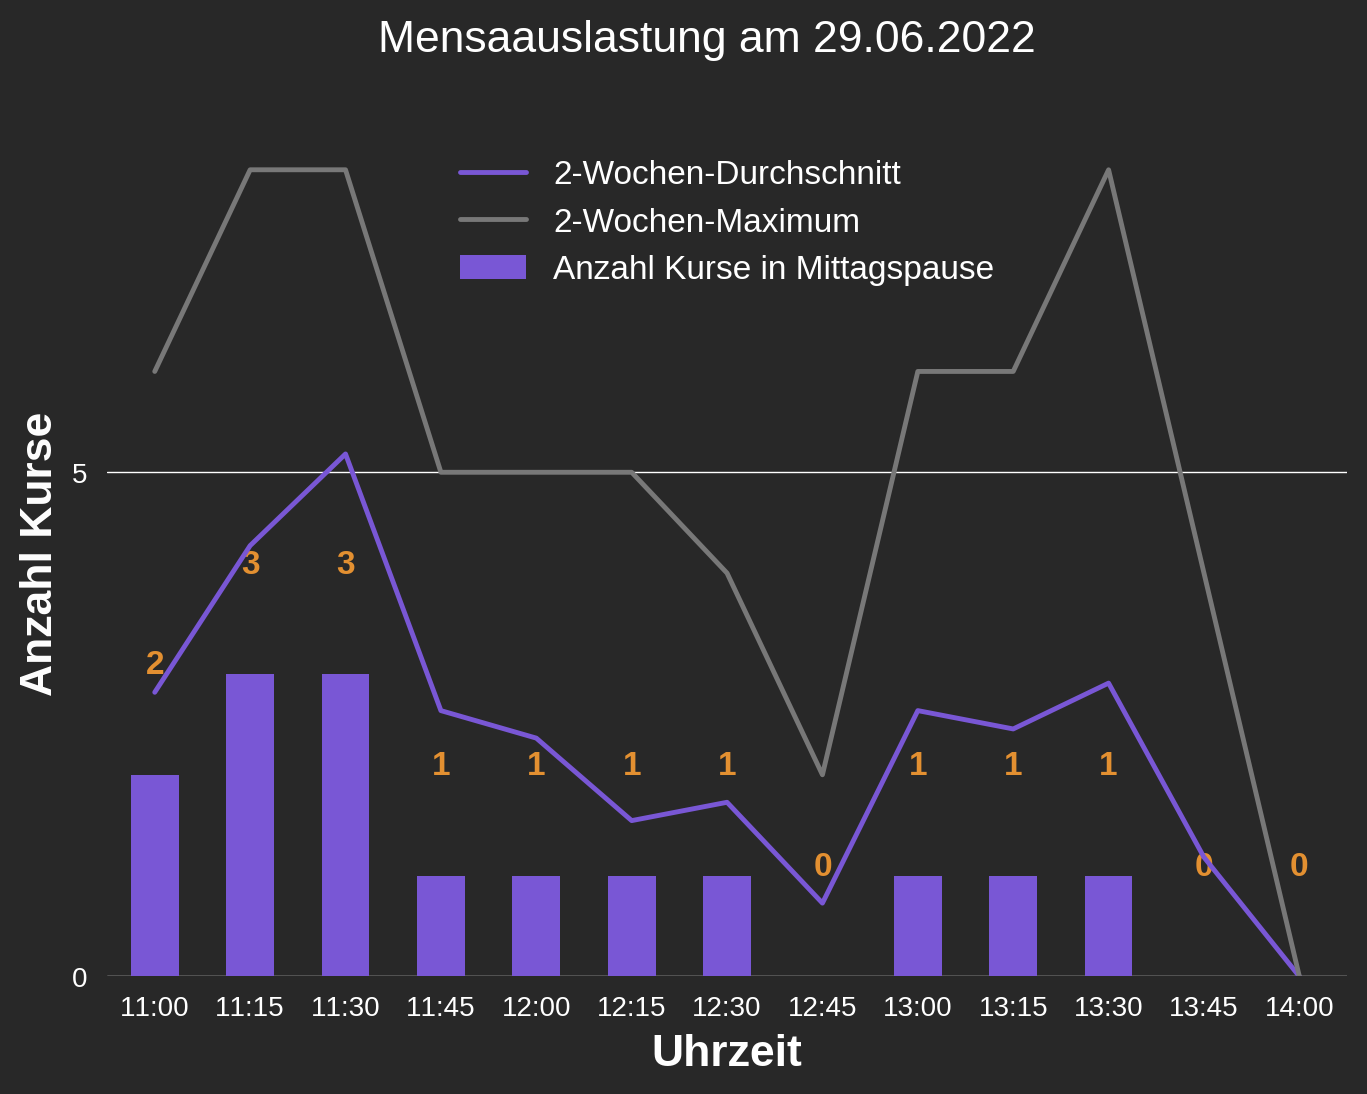 Mensaauslastung am 29.06.2022
2-Wochen-Durchschnitt
2-Wochen-Maximum
Anzahl Kurse in Mittagspause
Anzahl Kurse
5
0
2
3
3
1
1
1
1
0
1
1
1
0
0
11:00 11:15 11:30 11:45 12:00 12:15 12:30 12:45 13:00 13:15 13:30 13:45 14:00
Uhrzeit